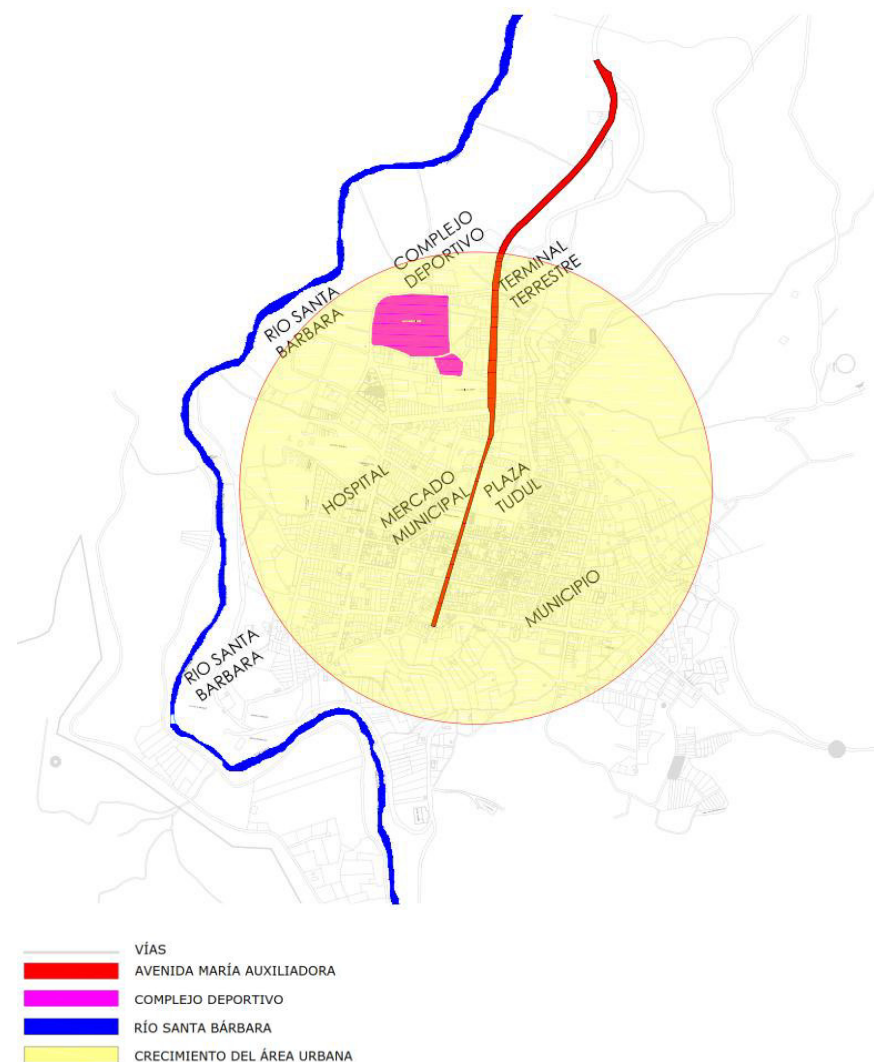 COMPLEJO
DEPORTIVO
TERMINAL
TERRESTRE
RIO SANTA
BARBARA
HOSPITAL
MERCADO
MUNICIPAL
PLAZA
TUDUL
MUNICIPIO
RIO SANTA
BARBARA
VÍAS
AVENIDA MARÍA AUXILIADORA
COMPLEJO DEPORTIVO
RÍO SANTA BÁRBARA
CRECIMIENTO DEL ÁREA URBANA